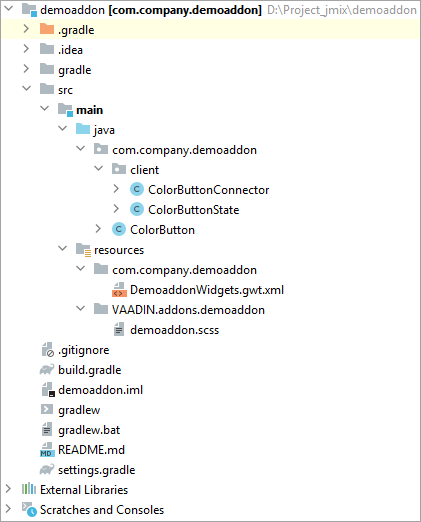 demoaddon [com.company.demoaddon] D:\Project_jmix\demoaddon
.gradle
.idea
gradle
src
main
java
com.company.demoaddon
client
ColorButtonConnector
ColorButtonState
ColorButton
resources
com.company.demoaddon
DemoaddonWidgets.gwt.xml
VAADIN.addons.demoaddon
demoaddon.scss
.gitignore
build.gradle
demoaddon.iml
gradlew
gradlew.bat
README.md
settings.gradle
External Libraries
Scratches and Consoles